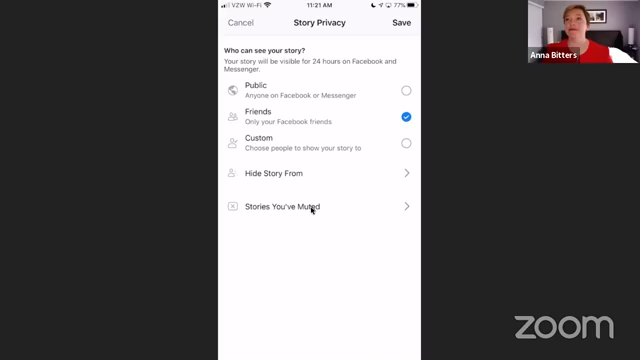 VZW Wi-Fi
11:21 AM
77%
Cancel
Story Privacy
Save
Who can see your story?
Your story will be visible for 24 hours on Facebook and
Messenger.
Public
Anyone on Facebook or Messenger
Friends
Only your Facebook friends
Custom
Choose people to show your story to
Hide Story From
Stories You've Muted
Anna Bitters
zoom